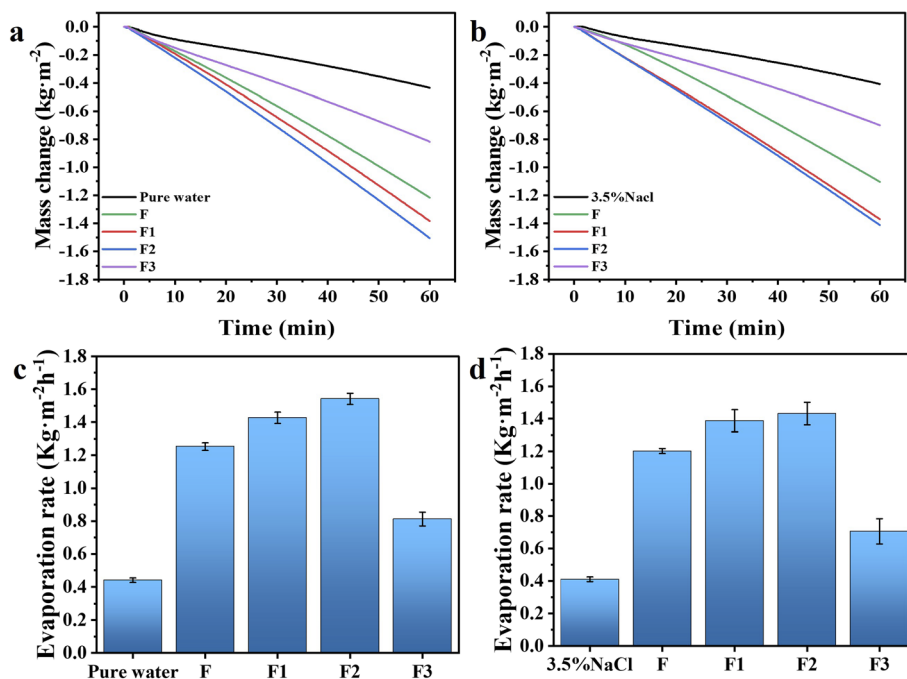 a
0.0
-0.2
-0.4
-0.6
-0.8
-1.0
-1.2
-1.4
-1.6
-1.8
Mass change (kg·m⁻²)
Pure water
F
F1
F2
F3
0 10 20 30 40 50 60
Time (min)
b
0.0
-0.2
-0.4
-0.6
-0.8
-1.0
-1.2
-1.4
-1.6
-1.8
Mass change (kg·m⁻²)
3.5%Nacl
F
F1
F2
F3
0 10 20 30 40 50 60
Time (min)
c
1.8
1.6
1.4
1.2
1.0
0.8
0.6
0.4
0.2
0.0
Evaporation rate (Kg·m⁻²h⁻¹)
Pure water F F1 F2 F3
d
1.8
1.6
1.4
1.2
1.0
0.8
0.6
0.4
0.2
0.0
Evaporation rate (Kg·m⁻²h⁻¹)
3.5%NaCl F F1 F2 F3